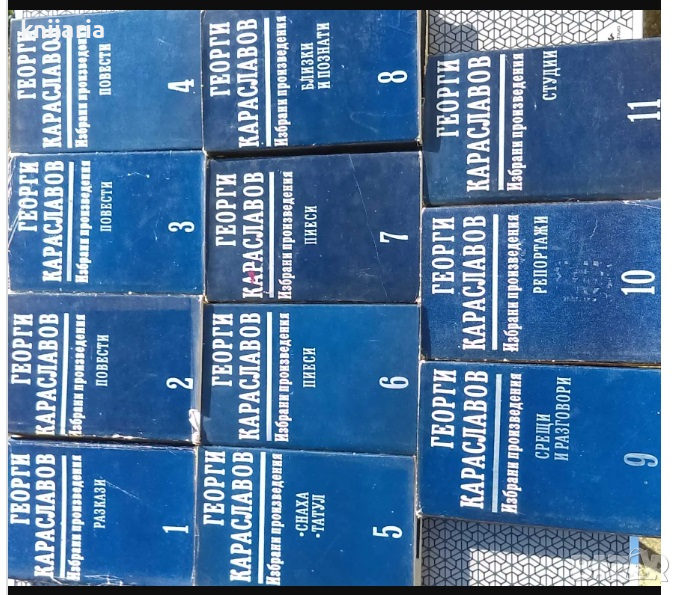 knijaria
ГЕОРГИ
КАРАСЛАВОВ
Избрани произведения
РАЗКАЗИ
1
ГЕОРГИ
КАРАСЛАВОВ
Избрани произведения
ПОВЕСТИ
2
ГЕОРГИ
КАРАСЛАВОВ
Избрани произведения
ПОВЕСТИ
3
ГЕОРГИ
КАРАСЛАВОВ
Избрани произведения
ПОВЕСТИ
4
ГЕОРГИ
КАРАСЛАВОВ
Избрани произведения
•СНАХА
•ТАТУЛ
5
ГЕОРГИ
КАРАСЛАВОВ
Избрани произведения
ПИЕСИ
6
ГЕОРГИ
КАРАСЛАВОВ
Избрани произведения
ПИЕСИ
7
ГЕОРГИ
КАРАСЛАВОВ
Избрани произведения
БЛИЗКИ
И ПОЗНАТИ
8
ГЕОРГИ
КАРАСЛАВОВ
Избрани произведения
СРЕЩИ
И РАЗГОВОРИ
9
ГЕОРГИ
КАРАСЛАВОВ
Избрани произведения
РЕПОРТАЖИ
10
ГЕОРГИ
КАРАСЛАВОВ
Избрани произведения
СТУДИИ
11